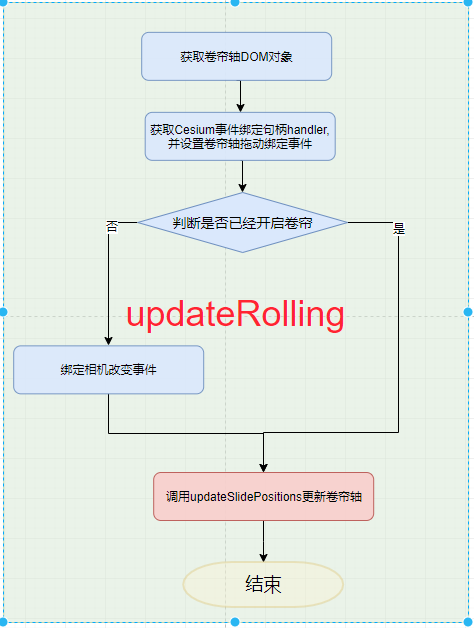 获取卷帘轴DOM对象
获取Cesium事件绑定句柄handler,
并设置卷帘轴拖动绑定事件
判断是否已经开启卷帘
否
是
updateRolling
绑定相机改变事件
调用updateSlidePositions更新卷帘轴
结束